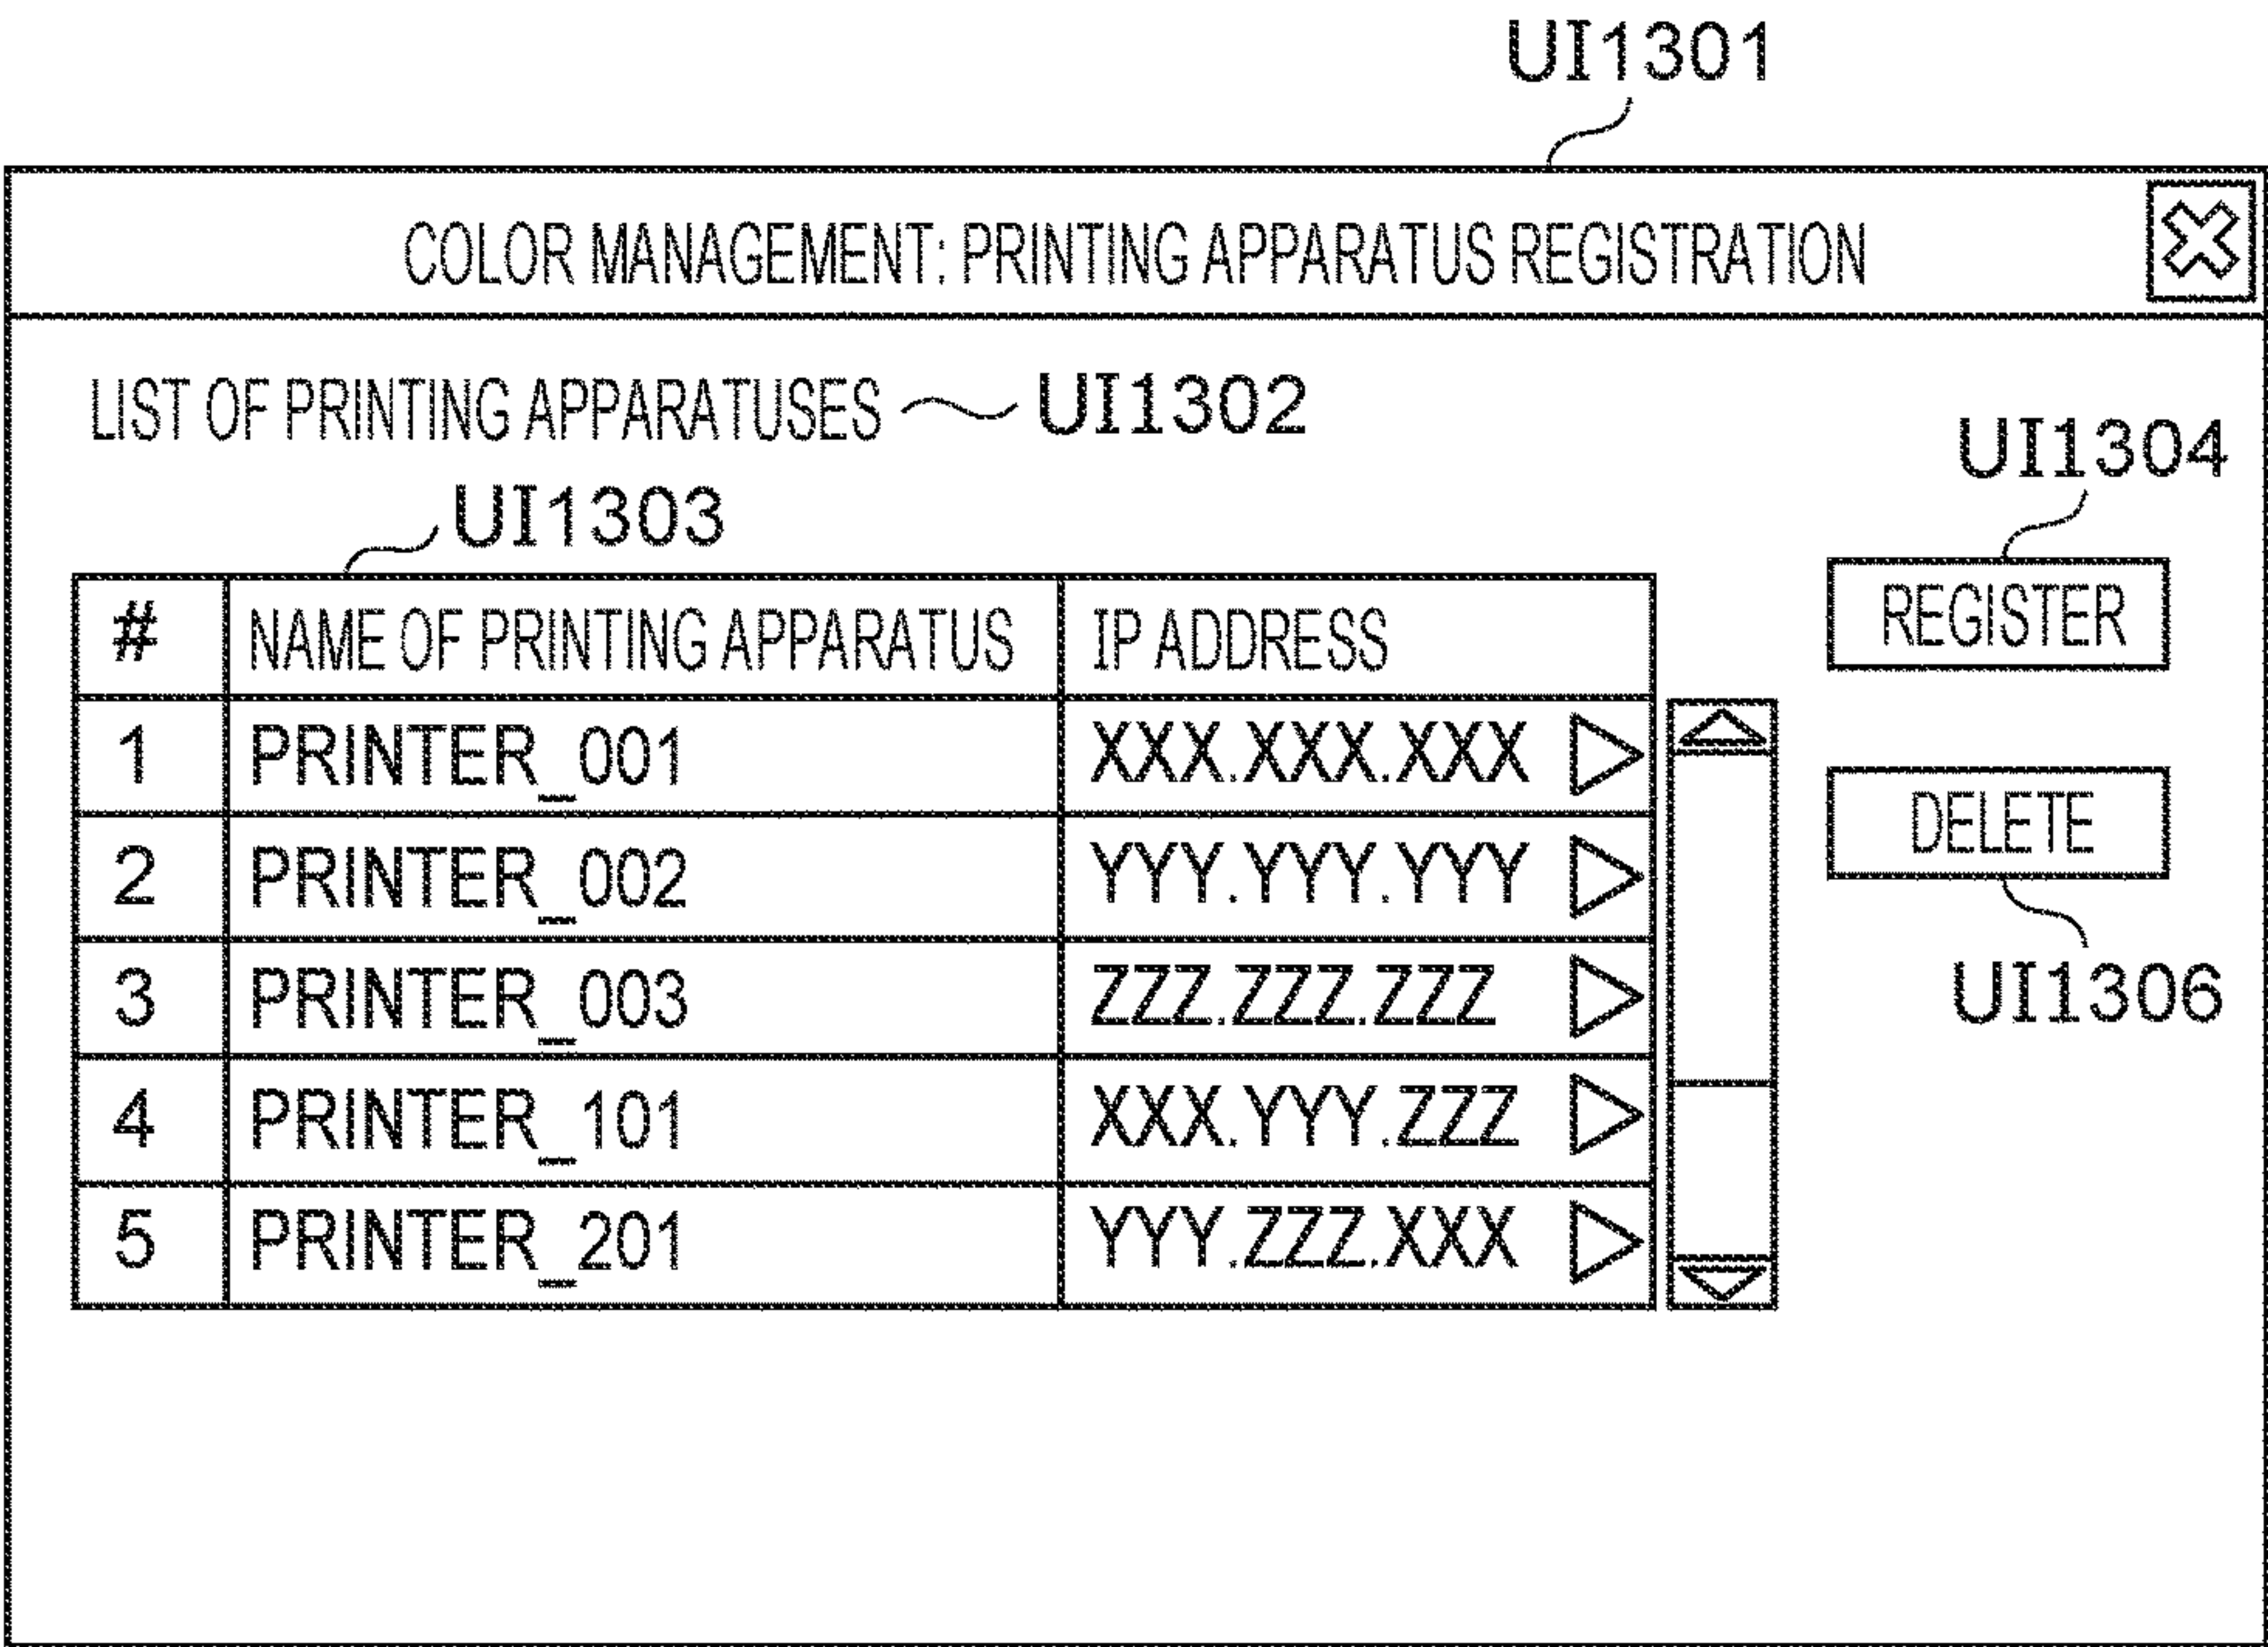 UI1301
COLOR MANAGEMENT: PRINTING APPARATUS REGISTRATION
LIST OF PRINTING APPARATUSES UI1302
UI1304
UI1303
# NAME OF PRINTING APPARATUS IP ADDRESS
REGISTER
1 PRINTER_001 XXX.XXX.XXX
2 PRINTER_002 YYY.YYY.YYY
DELETE
3 PRINTER_003 ZZZ.ZZZ.ZZZ
UI1306
4 PRINTER_101 XXX.YYY.ZZZ
5 PRINTER_201 YYY.ZZZ.XXX